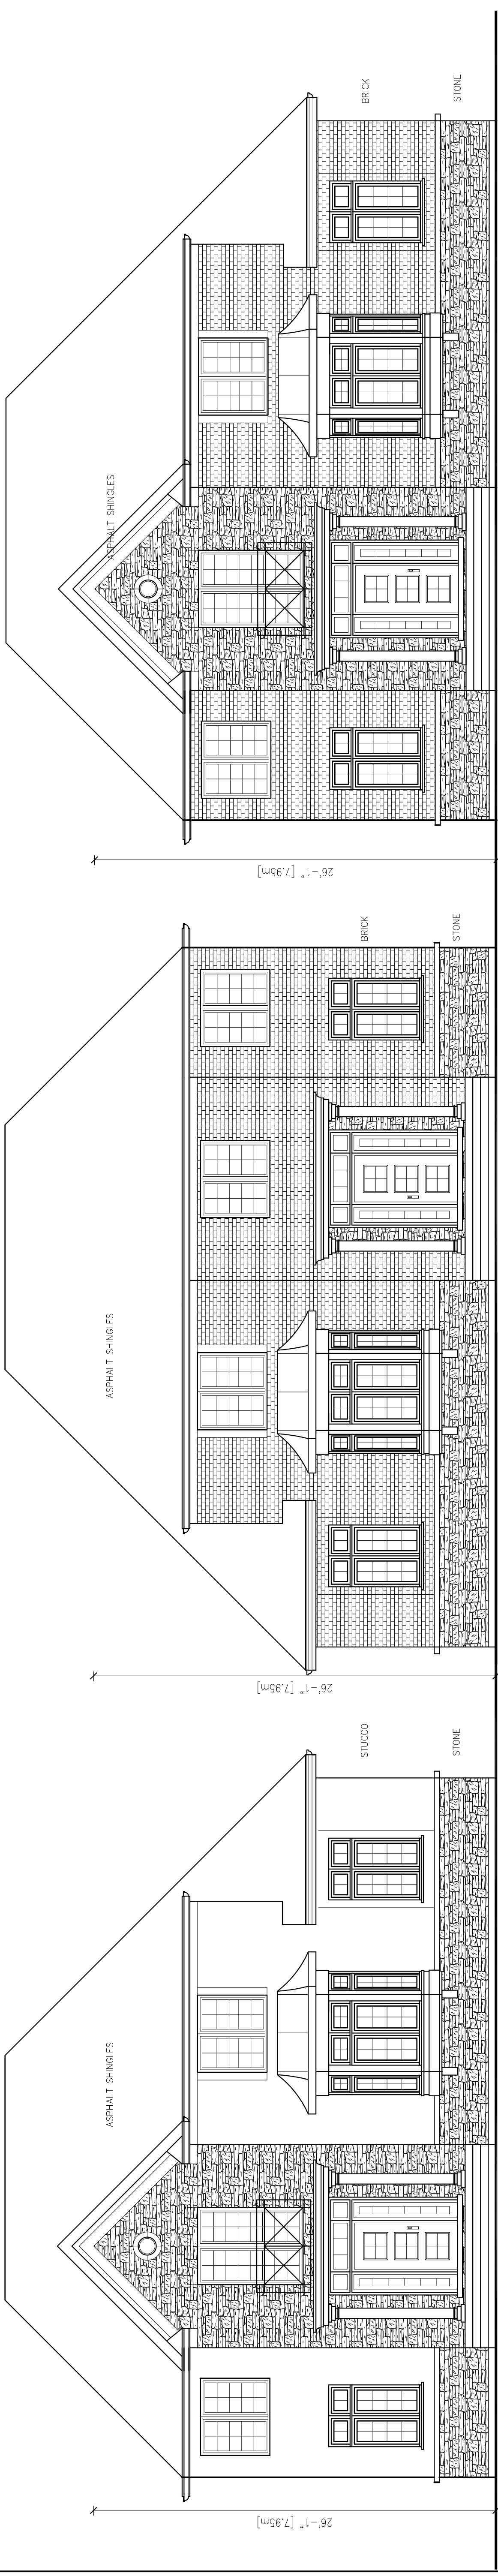 BRICK
STONE
ASPHALT SHINGLES
26'-1" [7.95m]
BRICK
STONE
ASPHALT SHINGLES
26'-1" [7.95m]
STUCCO
STONE
ASPHALT SHINGLES
26'-1" [7.95m]